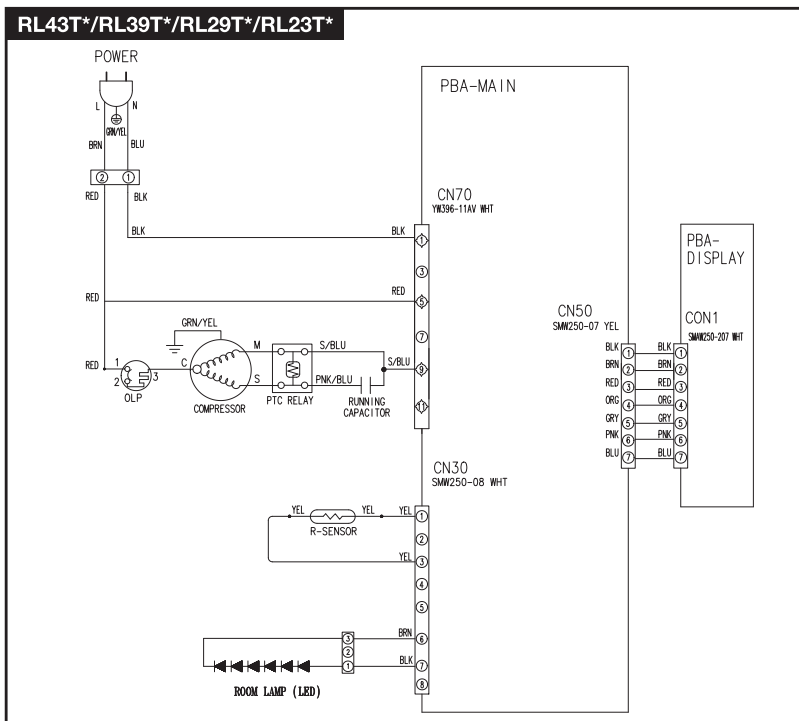 RL43T*/RL39T*/RL29T*/RL23T*
POWER
L N
GRN/YEL
BRN BLU
2 1
RED BLK
BLK BLK
RED RED
GRN/YEL
RED 1 2 3
OLP
C M S
COMPRESSOR
PTC RELAY
S/BLU
PNK/BLU
S/BLU
RUNNING
CAPACITOR
PBA-MAIN
CN70
YW396-11AV WHT
1
3
5
7
9
11
CN30
SMW250-08 WHT
YEL YEL YEL 1
R-SENSOR
2
YEL 3
4
5
3 BRN 6
2
1 BLK 7
8
ROOM LAMP (LED)
CN50
SMW250-07 YEL
BLK 1 BLK 1
BRN 2 BRN 2
RED 3 RED 3
ORG 4 ORG 4
GRY 5 GRY 5
PNK 6 PNK 6
BLU 7 BLU 7
PBA-
DISPLAY
CON1
SMAW250-207 WHT